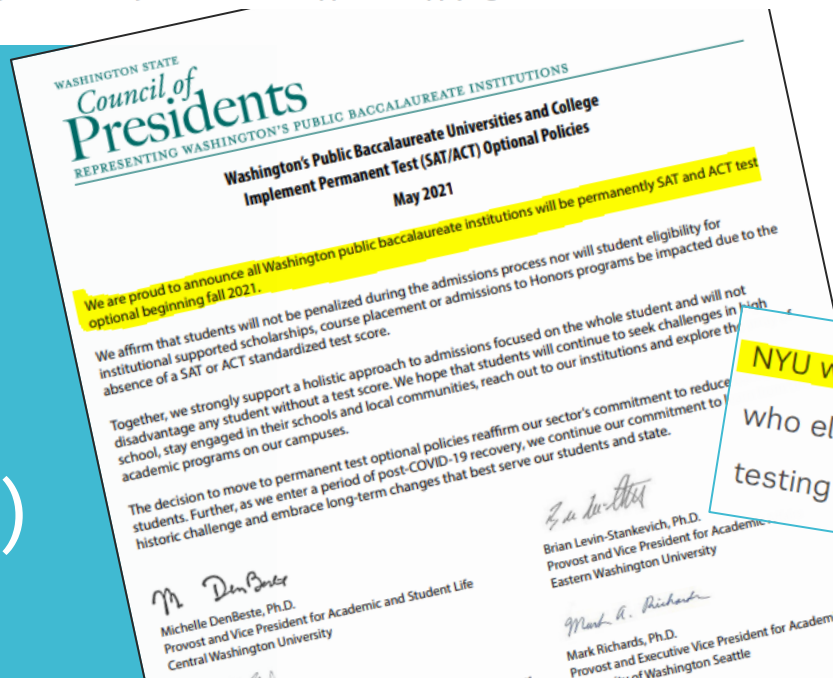 WASHINGTON STATE
Council of
Presidents
REPRESENTING WASHINGTON'S PUBLIC BACCALAUREATE INSTITUTIONS
Washington's Public Baccalaureate Universities and College
Implement Permanent Test (SAT/ACT) Optional Policies
May 2021
We are proud to announce all Washington public baccalaureate institutions will be permanently SAT and ACT test
optional beginning fall 2021.
We affirm that students will not be penalized during the admissions process nor will student eligibility for
institutional supported scholarships, course placement or admissions to Honors programs be impacted due to the
absence of a SAT or ACT standardized test score.
Together, we strongly support a holistic approach to admissions focused on the whole student and will not
disadvantage any student without a test score. We hope that students will continue to seek challenges in high
school, stay engaged in their schools and local communities, reach out to our institutions and explore
academic programs on our campuses.
The decision to move to permanent test optional policies reaffirm our sector's commitment to reduce
students. Further, as we enter a period of post-COVID-19 recovery, we continue our commitment to
historic challenge and embrace long-term changes that best serve our students and state.
M DenBeste
Michelle DenBeste, Ph.D.
Provost and Vice President for Academic and Student Life
Central Washington University
Brian Levin-Stankevich, Ph.D.
Provost and Vice President for Academic
Eastern Washington University
Mark A. Richards
Mark Richards, Ph.D.
Provost and Executive Vice President for Academ
of Washington Seattle
NYU w
who el
testing
)